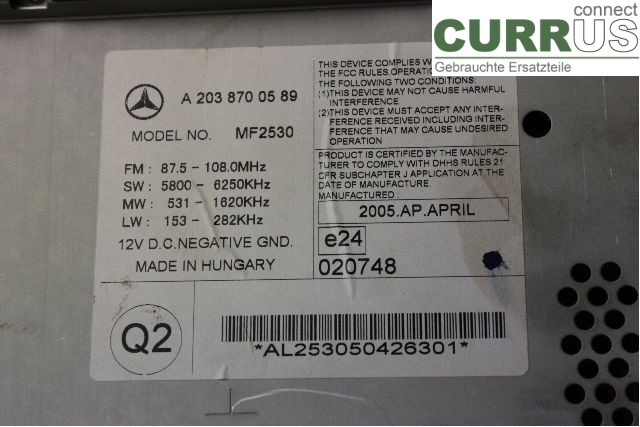 connect
CURRUS
Gebrauchte Ersatzteile
A 203 870 05 89
MODEL NO. MF2530
FM: 87.5 - 108.0MHz
SW: 5800 - 6250KHz
MW: 531 - 1620KHz
LW: 153 - 282KHz
12V D.C.NEGATIVE GND.
MADE IN HUNGARY
THIS DEVICE COMPLIES
THE FCC RULES.OPERATION
THE FOLLOWING TWO CONDITIONS:
(1)THIS DEVICE MAY NOT CAUSE HARMFUL
INTERFERENCE.
(2)THIS DEVICE MUST ACCEPT ANY INTER-
FERENCE RECEIVED INCLUDING INTER-
FERENCE THAT MAY CAUSE UNDESIRED
OPERATION
PRODUCT IS CERTIFIED BY THE MANUFAC-
TURER TO COMPLY WITH DHHS RULES 21
CFR SUBCHAPTER J APPLICATION AT THE
DATE OF MANUFACTURE.
MANUFACTURED:
2005.AP.APRIL
e24
020748
Q2
*AL253050426301*